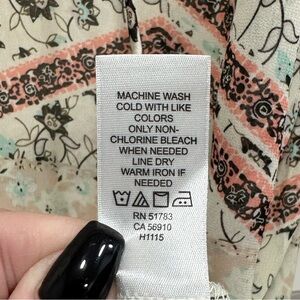 MACHINE WASH
COLD WITH LIKE
COLORS
ONLY NON-
CHLORINE BLEACH
WHEN NEEDED
LINE DRY
WARM IRON IF
NEEDED
RN 51783
CA 56910
H1115